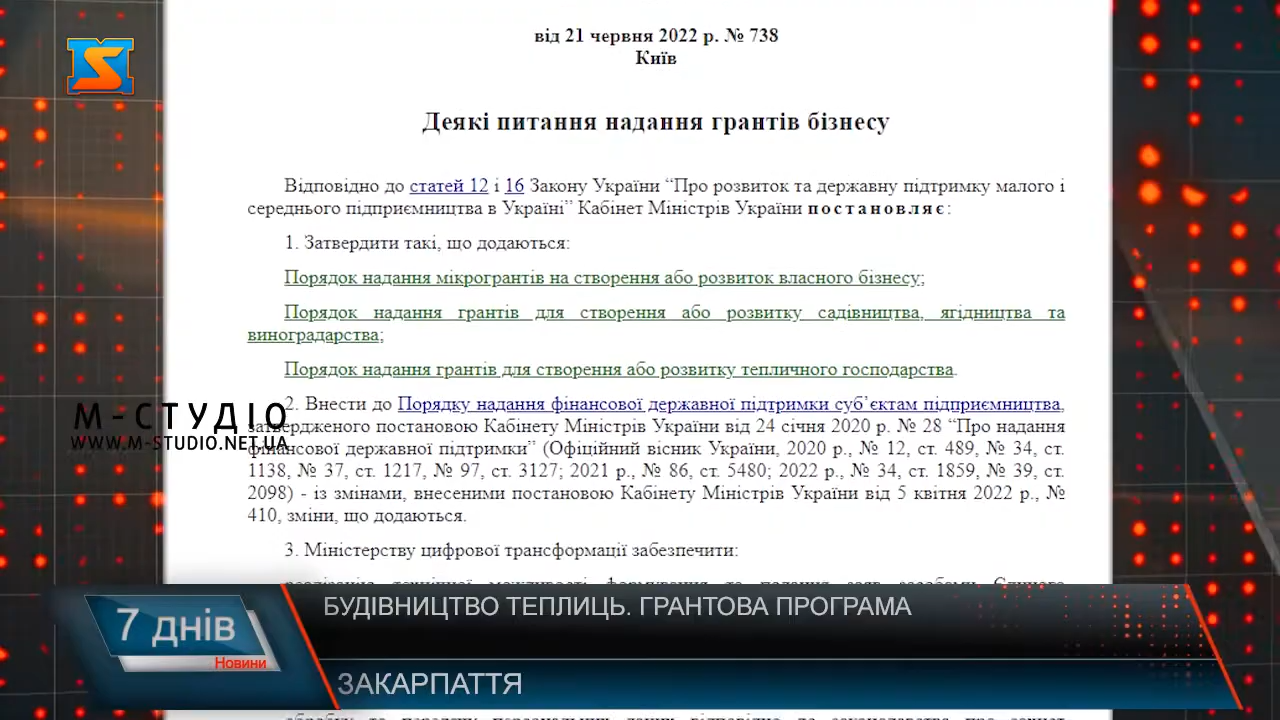 від 21 червня 2022 р. № 738
Київ
Деякі питання надання грантів бізнесу
Відповідно до статей 12 і 16 Закону України “Про розвиток та державну підтримку малого і
середнього підприємництва в Україні” Кабінет Міністрів України постановляє:
1. Затвердити такі, що додаються:
Порядок надання мікрогрантів на створення або розвиток власного бізнесу;
Порядок надання грантів для створення або розвитку садівництва, ягідництва та
виноградарства;
Порядок надання грантів для створення або розвитку тепличного господарства.
2. Внести до Порядку надання фінансової державної підтримки суб’єктам підприємництва,
затвердженого постановою Кабінету Міністрів України від 24 січня 2020 р. № 28 “Про надання
фінансової державної підтримки” (Офіційний вісник України, 2020 р., № 12, ст. 489, № 34, ст.
1138, № 37, ст. 1217, № 97, ст. 3127; 2021 р., № 86, ст. 5480; 2022 р., № 34, ст. 1859, № 39, ст.
2098) - із змінами, внесеними постановою Кабінету Міністрів України від 5 квітня 2022 р., №
410, зміни, що додаються.
3. Міністерству цифрової трансформації забезпечити:
М-СТУДІО
WWW.M-STUDIO.NET.UA
7 днів
Новини
БУДІВНИЦТВО ТЕПЛИЦЬ. ГРАНТОВА ПРОГРАМА
ЗАКАРПАТТЯ